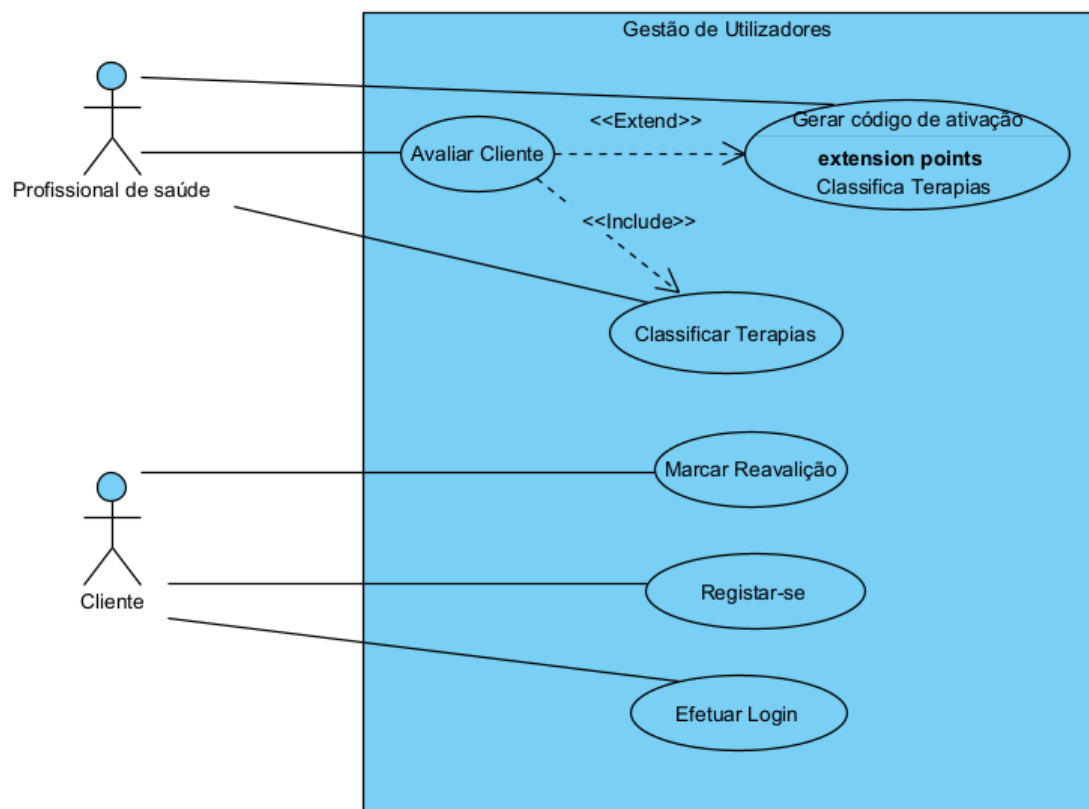 Gestão de Utilizadores
Profissional de saúde
Avaliar Cliente
<<Extend>>
Gerar código de ativação
extension points
Classifica Terapias
<<Include>>
Classificar Terapias
Cliente
Marcar Reavalição
Registar-se
Efetuar Login